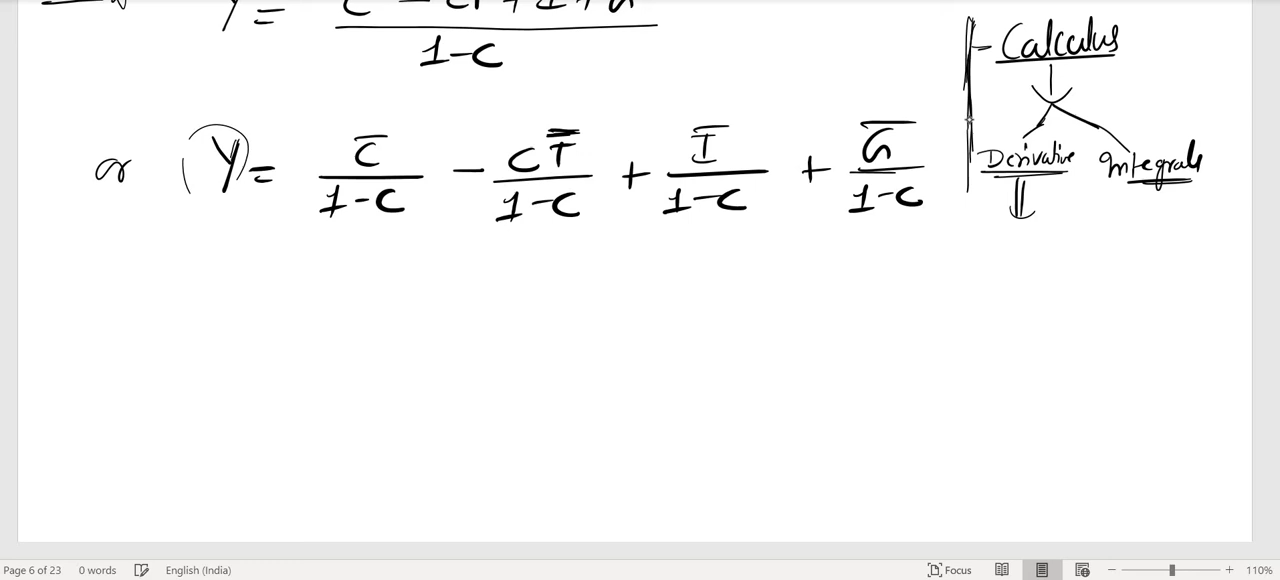 Y = C̅ - cT̅ + I̅ + G̅ / 1-c
- Calculus
or Y = C̅/1-c - cT̅/1-c + I̅/1-c + G̅/1-c
Derivative Integrals
Page 6 of 23 0 words English (India) Focus 110%